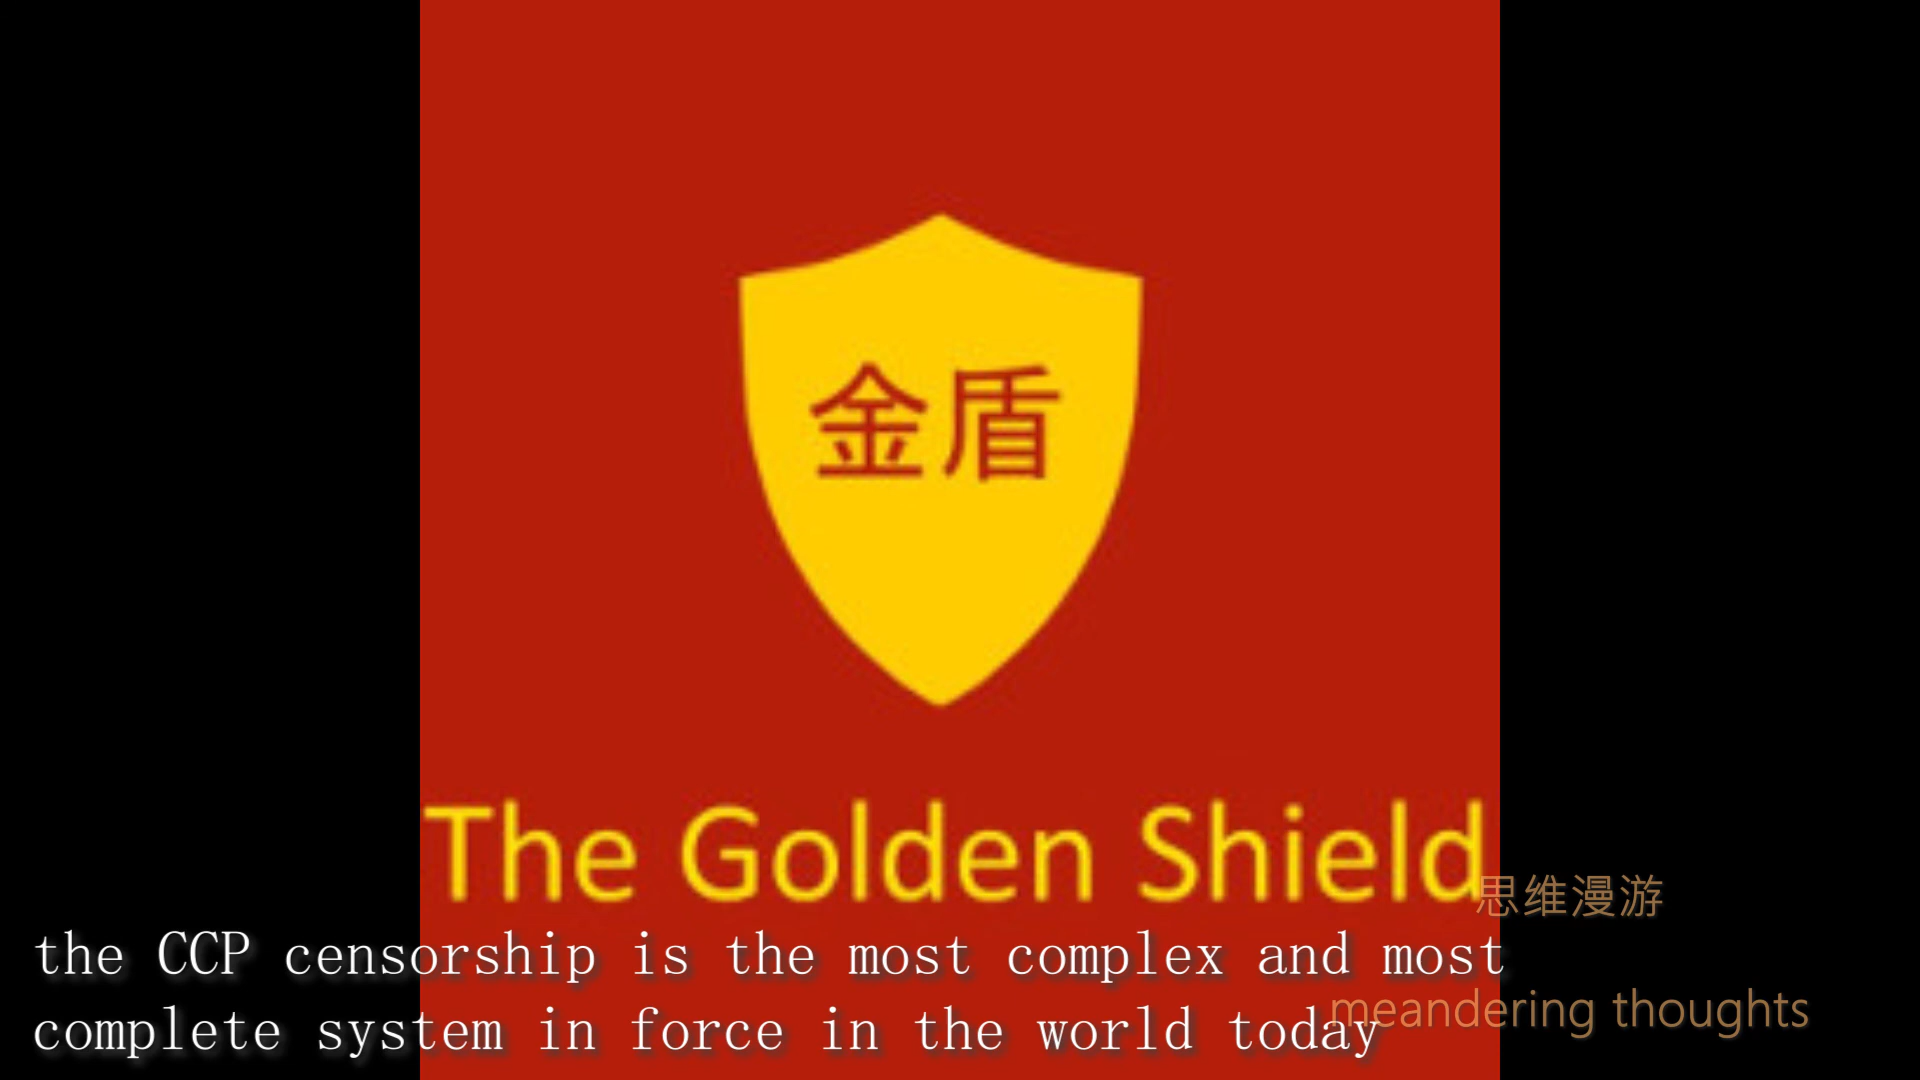 金盾
The Golden Shield
思维漫游
the CCP censorship is the most complex and most
complete system in force in the world today
meandering thoughts